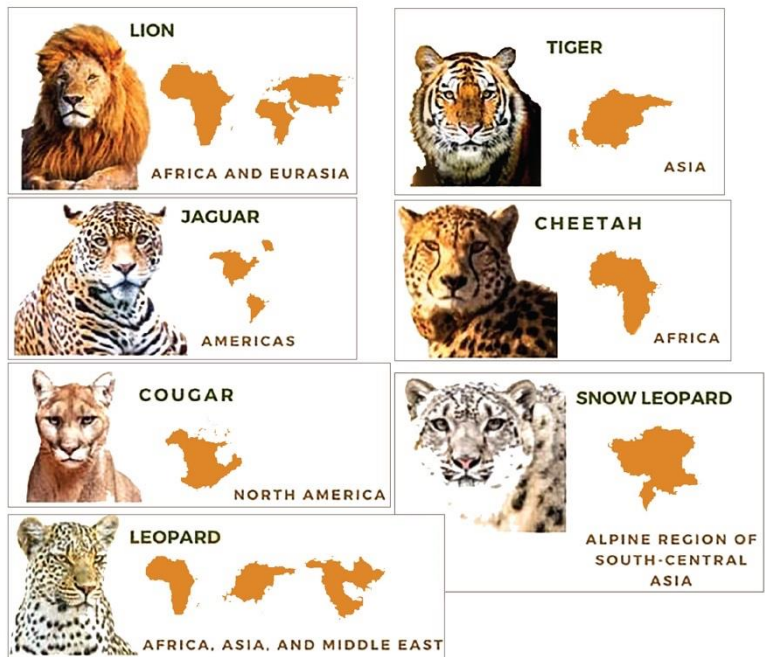 LION
AFRICA AND EURASIA
TIGER
ASIA
JAGUAR
AMERICAS
CHEETAH
AFRICA
COUGAR
NORTH AMERICA
SNOW LEOPARD
ALPINE REGION OF
SOUTH-CENTRAL
ASIA
LEOPARD
AFRICA, ASIA, AND MIDDLE EAST